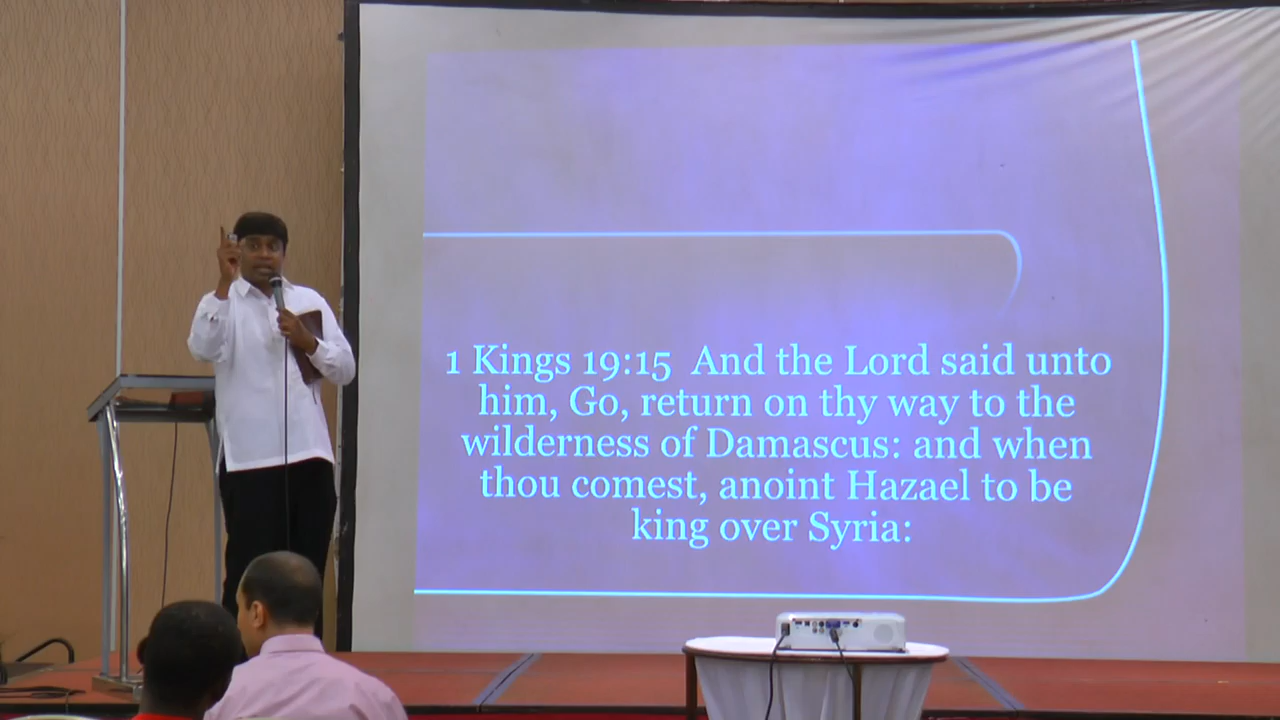 1 Kings 19:15  And the Lord said unto
him, Go, return on thy way to the
wilderness of Damascus: and when
thou comest, anoint Hazael to be
king over Syria: